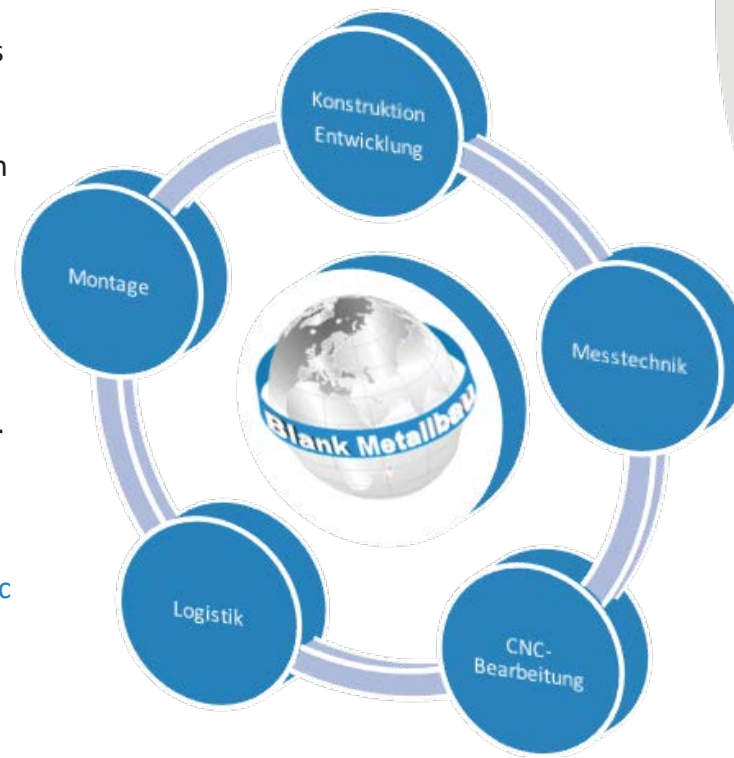 s
n
.
c
Konstruktion
Entwicklung
Messtechnik
CNC-
Bearbeitung
Logistik
Montage
Blank Metallbau